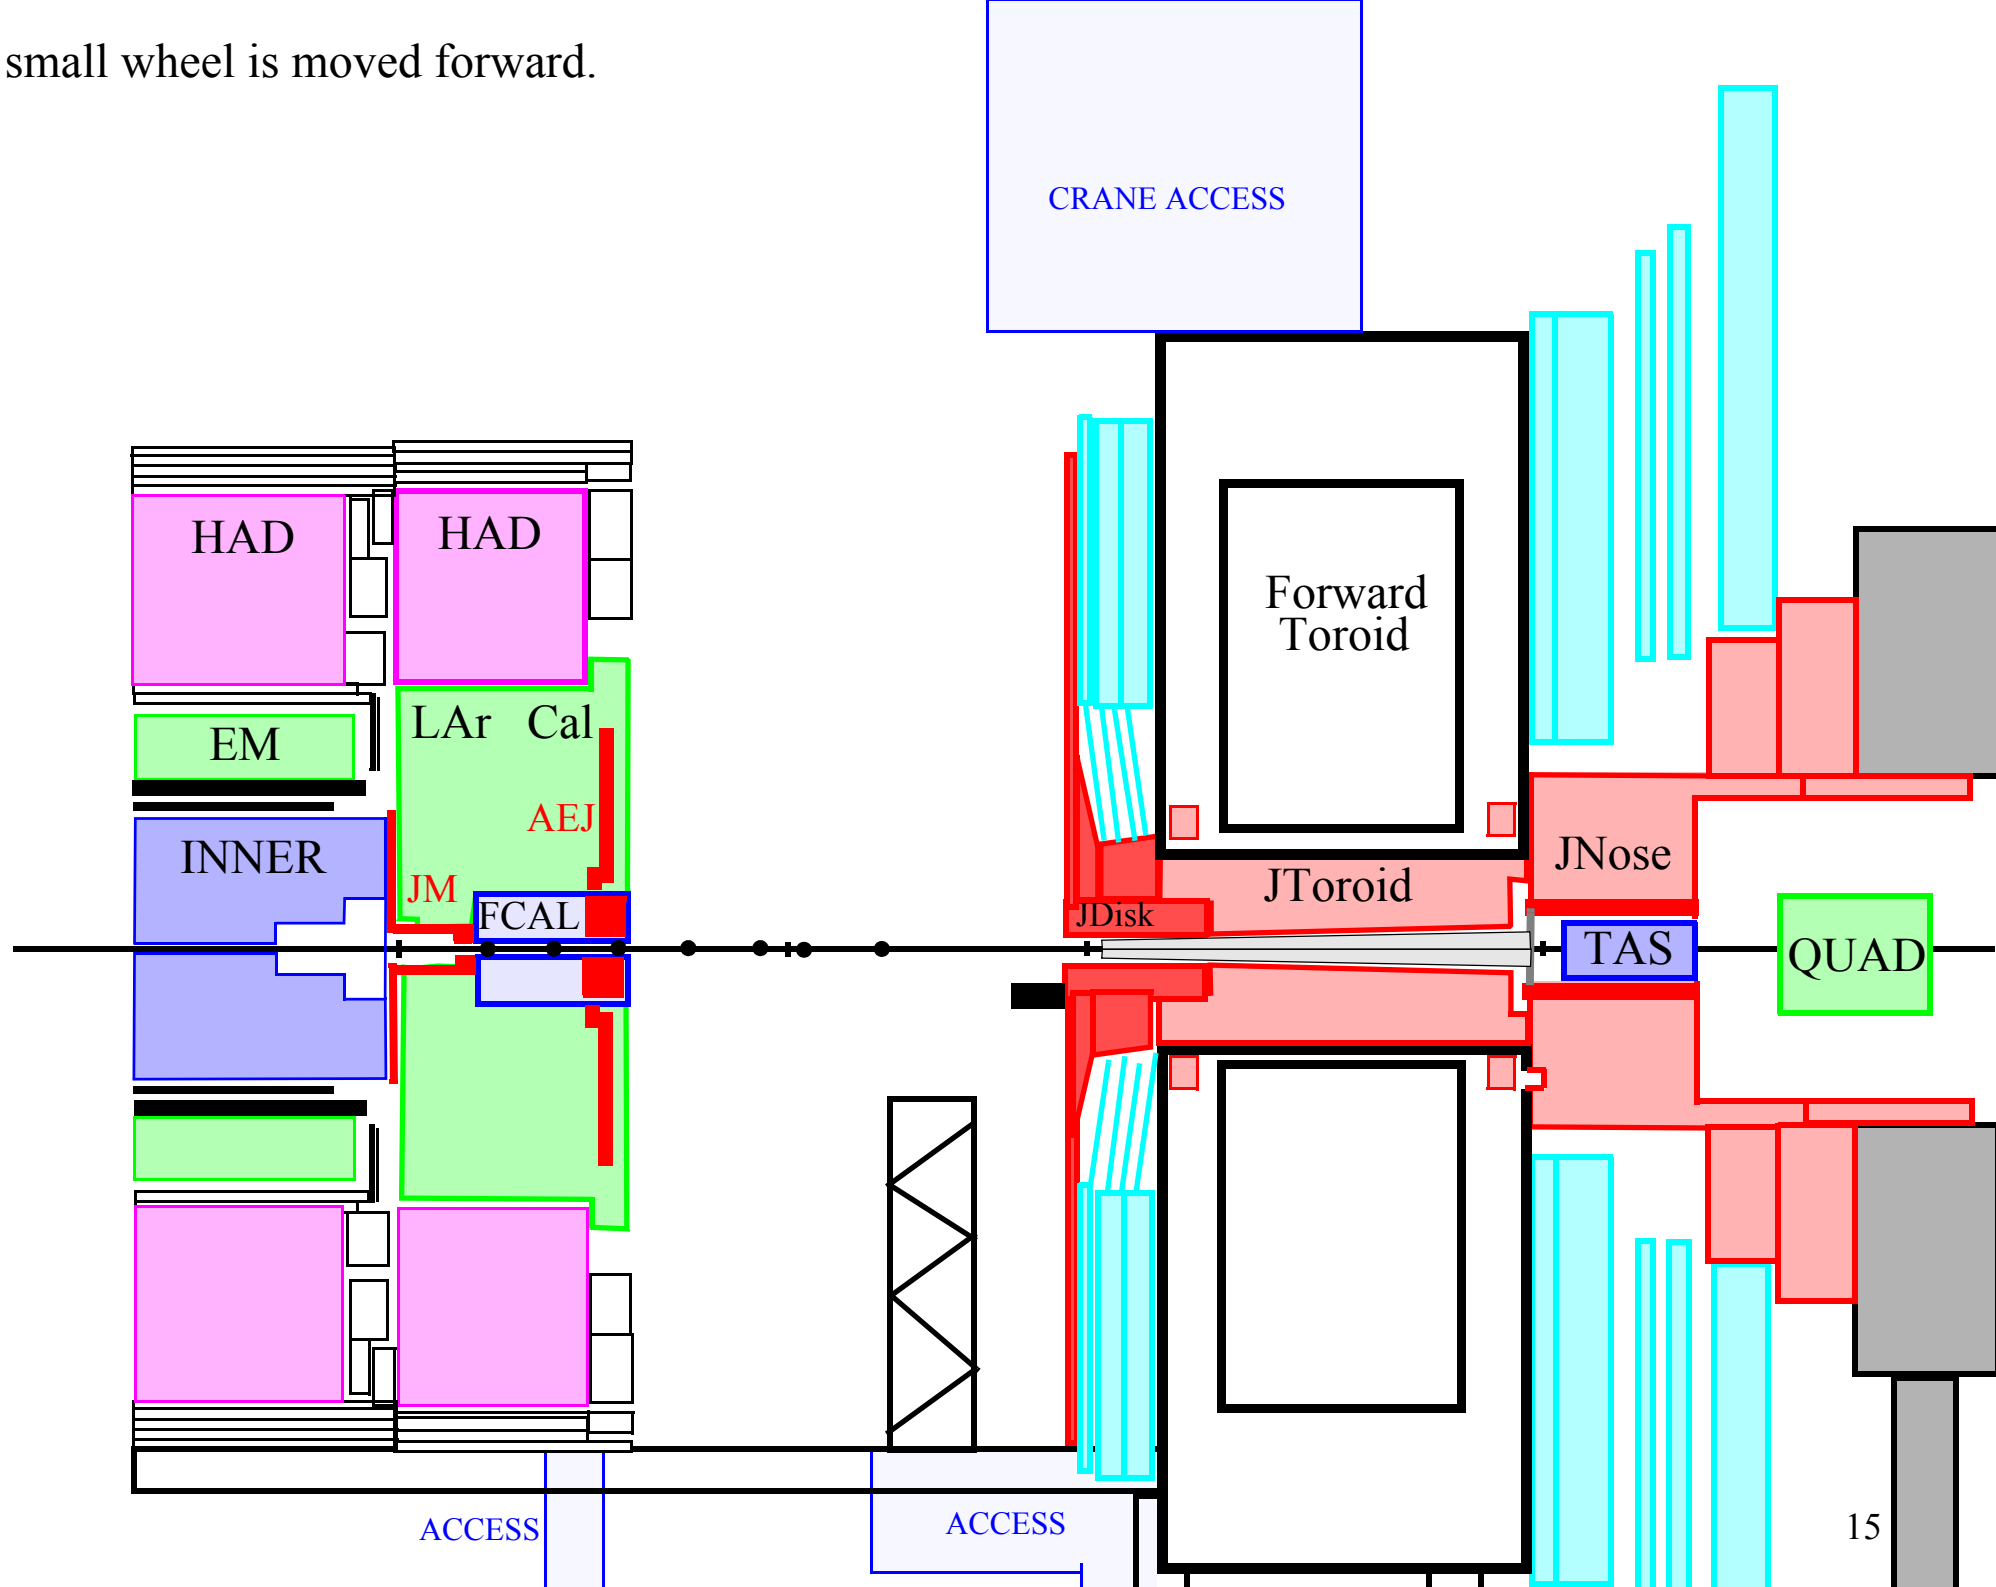 small wheel is moved forward.
CRANE ACCESS
HAD
HAD
Forward
Toroid
LAr Cal
EM
AEJ
INNER
JM
JNose
JToroid
FCAL
JDisk
TAS
QUAD
ACCESS
ACCESS
15